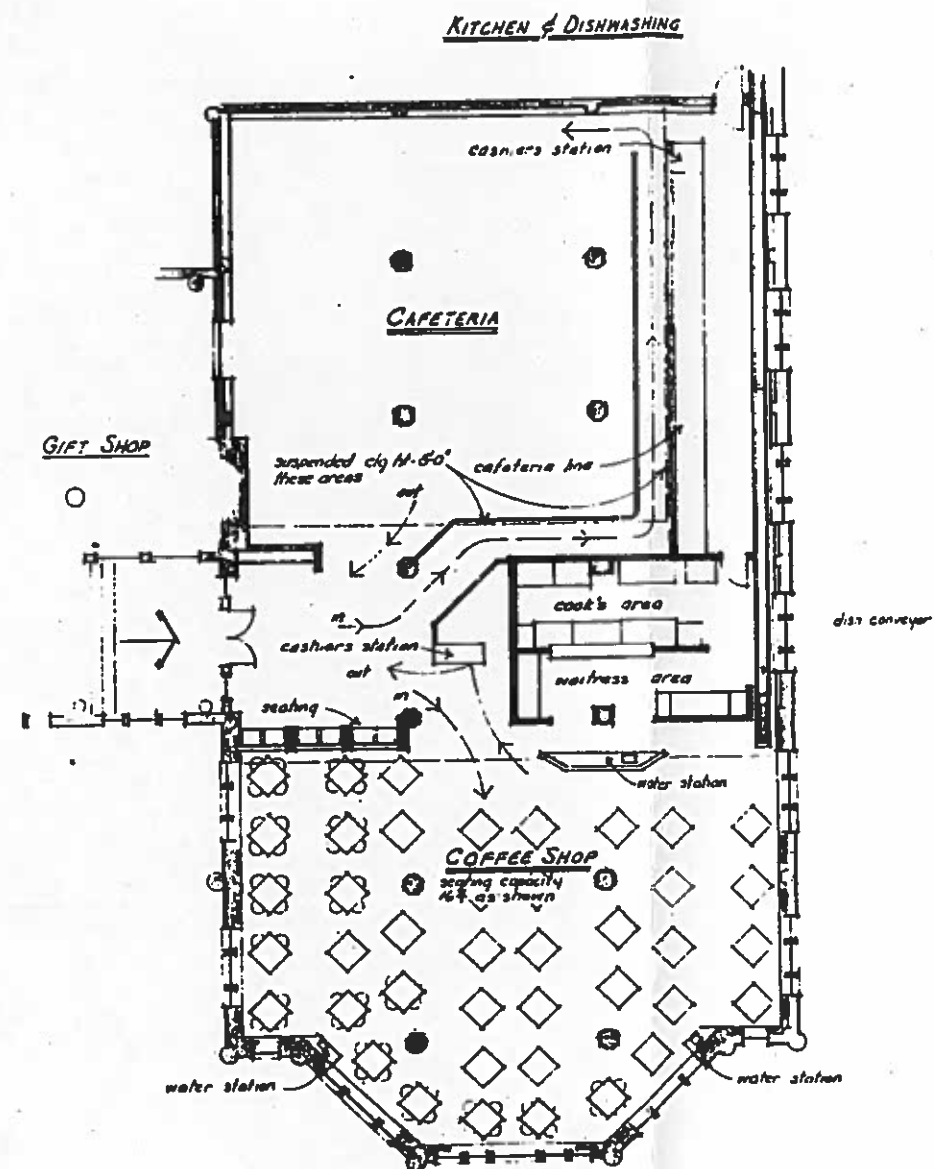 KITCHEN & DISHWASHING
cashiers station
CAFETERIA
GIFT SHOP
suspended clg ht-8'0"
these areas
cafeteria line
out
in
cook's area
dish conveyer
cashiers station
out
waitress area
in
seating
water station
COFFEE SHOP
seating capacity
as shown
water station
water station